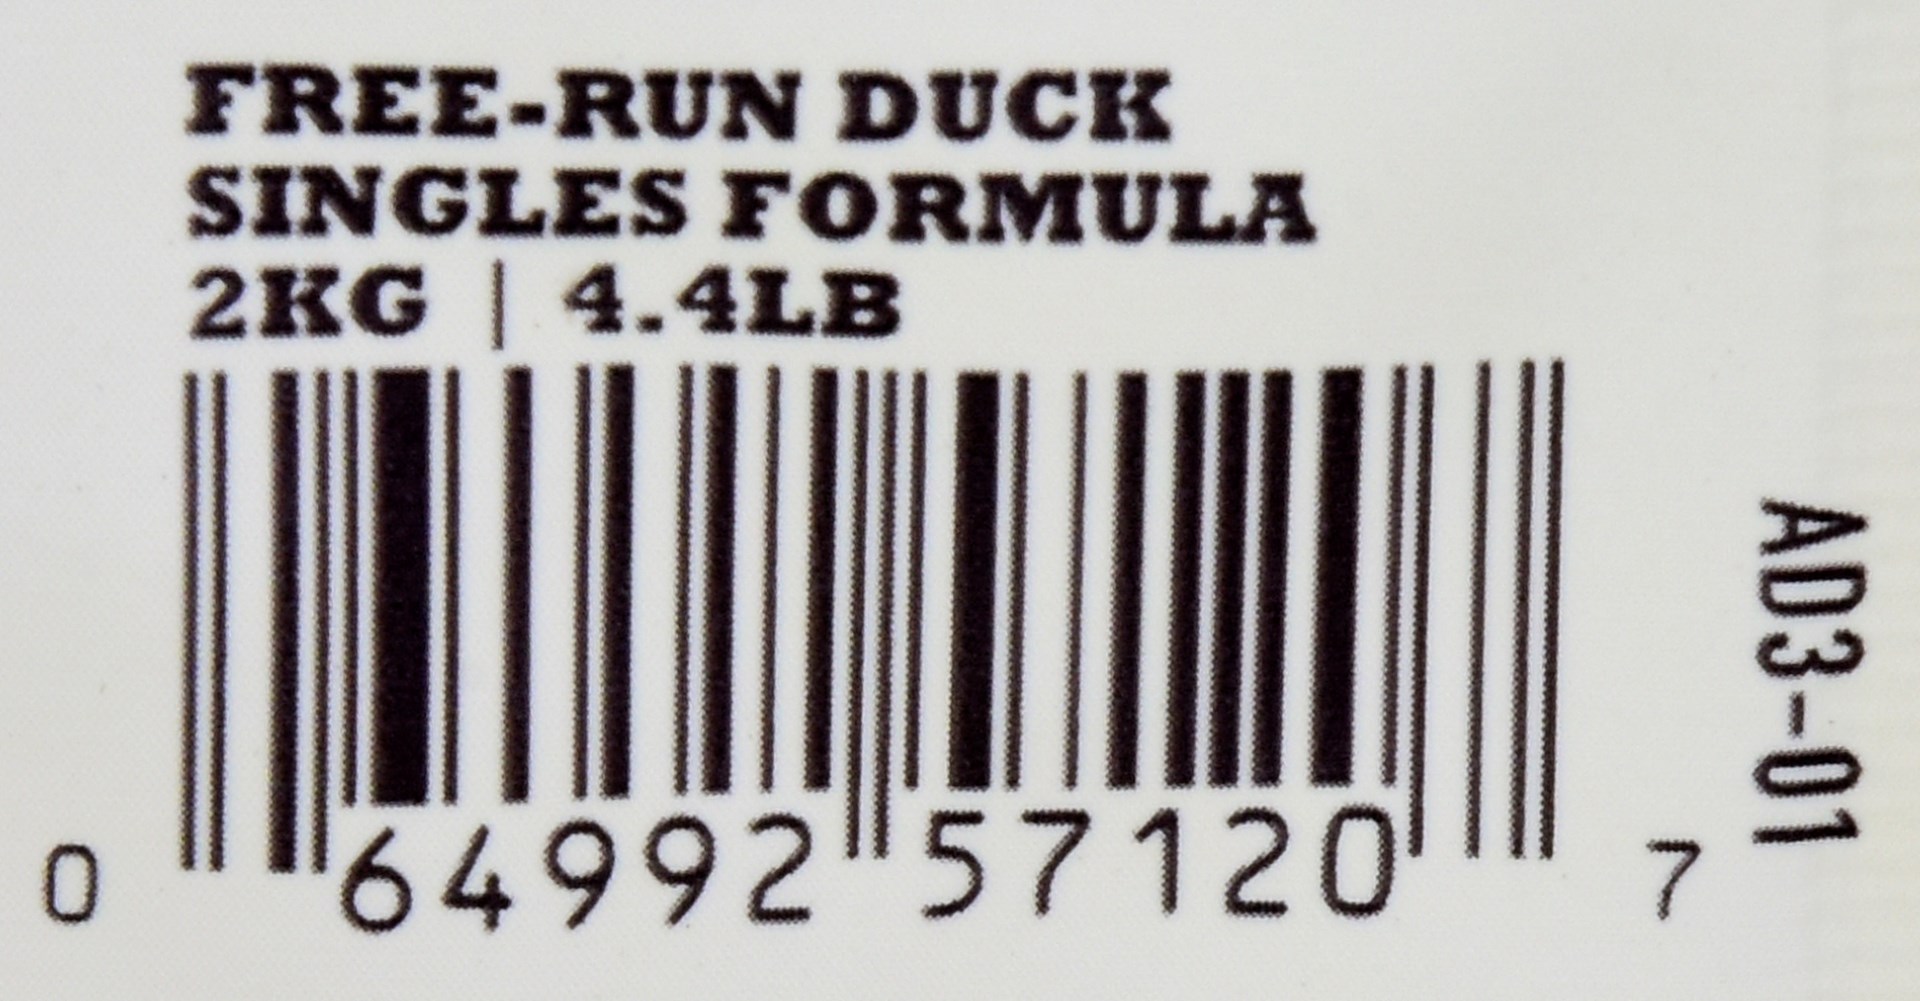 FREE-RUN DUCK
SINGLES FORMULA
2KG | 4.4LB
0 64992 57120 7
AD3-01